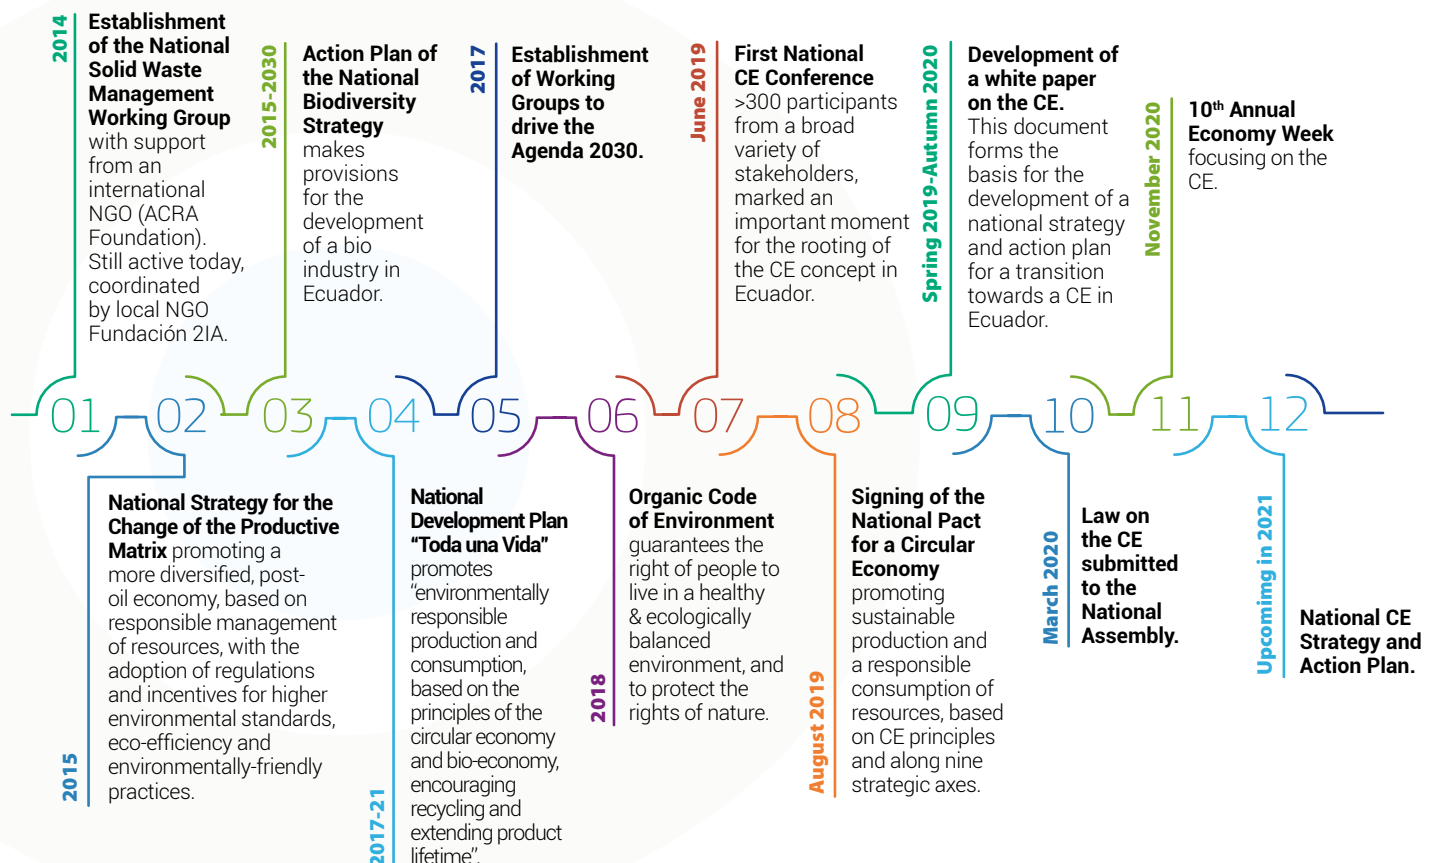 2014
Establishment
of the National
Solid Waste
Management
Working Group
with support
from an
international
NGO (ACRA
Foundation).
Still active today,
coordinated
by local NGO
Fundación 2IA.
2015-2030
Action Plan of
the National
Biodiversity
Strategy
makes
provisions
for the
development
of a bio
industry in
Ecuador.
2017
Establishment
of Working
Groups to
drive the
Agenda 2030.
June 2019
First National
CE Conference
>300 participants
from a broad
variety of
stakeholders,
marked an
important moment
for the rooting of
the CE concept in
Ecuador.
Spring 2019-Autumn 2020
Development of
a white paper
on the CE.
This document
forms the
basis for the
development of a
national strategy
and action plan
for a transition
towards a CE in
Ecuador.
November 2020
10th Annual
Economy Week
focusing on the
CE.
01 02 03 04 05 06 07 08 09 10 11 12
2015
National Strategy for the
Change of the Productive
Matrix promoting a
more diversified, post-
oil economy, based on
responsible management
of resources, with the
adoption of regulations
and incentives for higher
environmental standards,
eco-efficiency and
environmentally-friendly
practices.
2017-21
National
Development Plan
“Toda una Vida”
promotes
“environmentally
responsible
production and
consumption,
based on the
principles of the
circular economy
and bio-economy,
encouraging
recycling and
extending product
lifetime”.
2018
Organic Code
of Environment
guarantees the
right of people to
live in a healthy
& ecologically
balanced
environment, and
to protect the
rights of nature.
August 2019
Signing of the
National Pact
for a Circular
Economy
promoting
sustainable
production and
a responsible
consumption of
resources, based
on CE principles
and along nine
strategic axes.
March 2020
Law on
the CE
submitted
to the
National
Assembly.
Upcomimg in 2021
National CE
Strategy and
Action Plan.